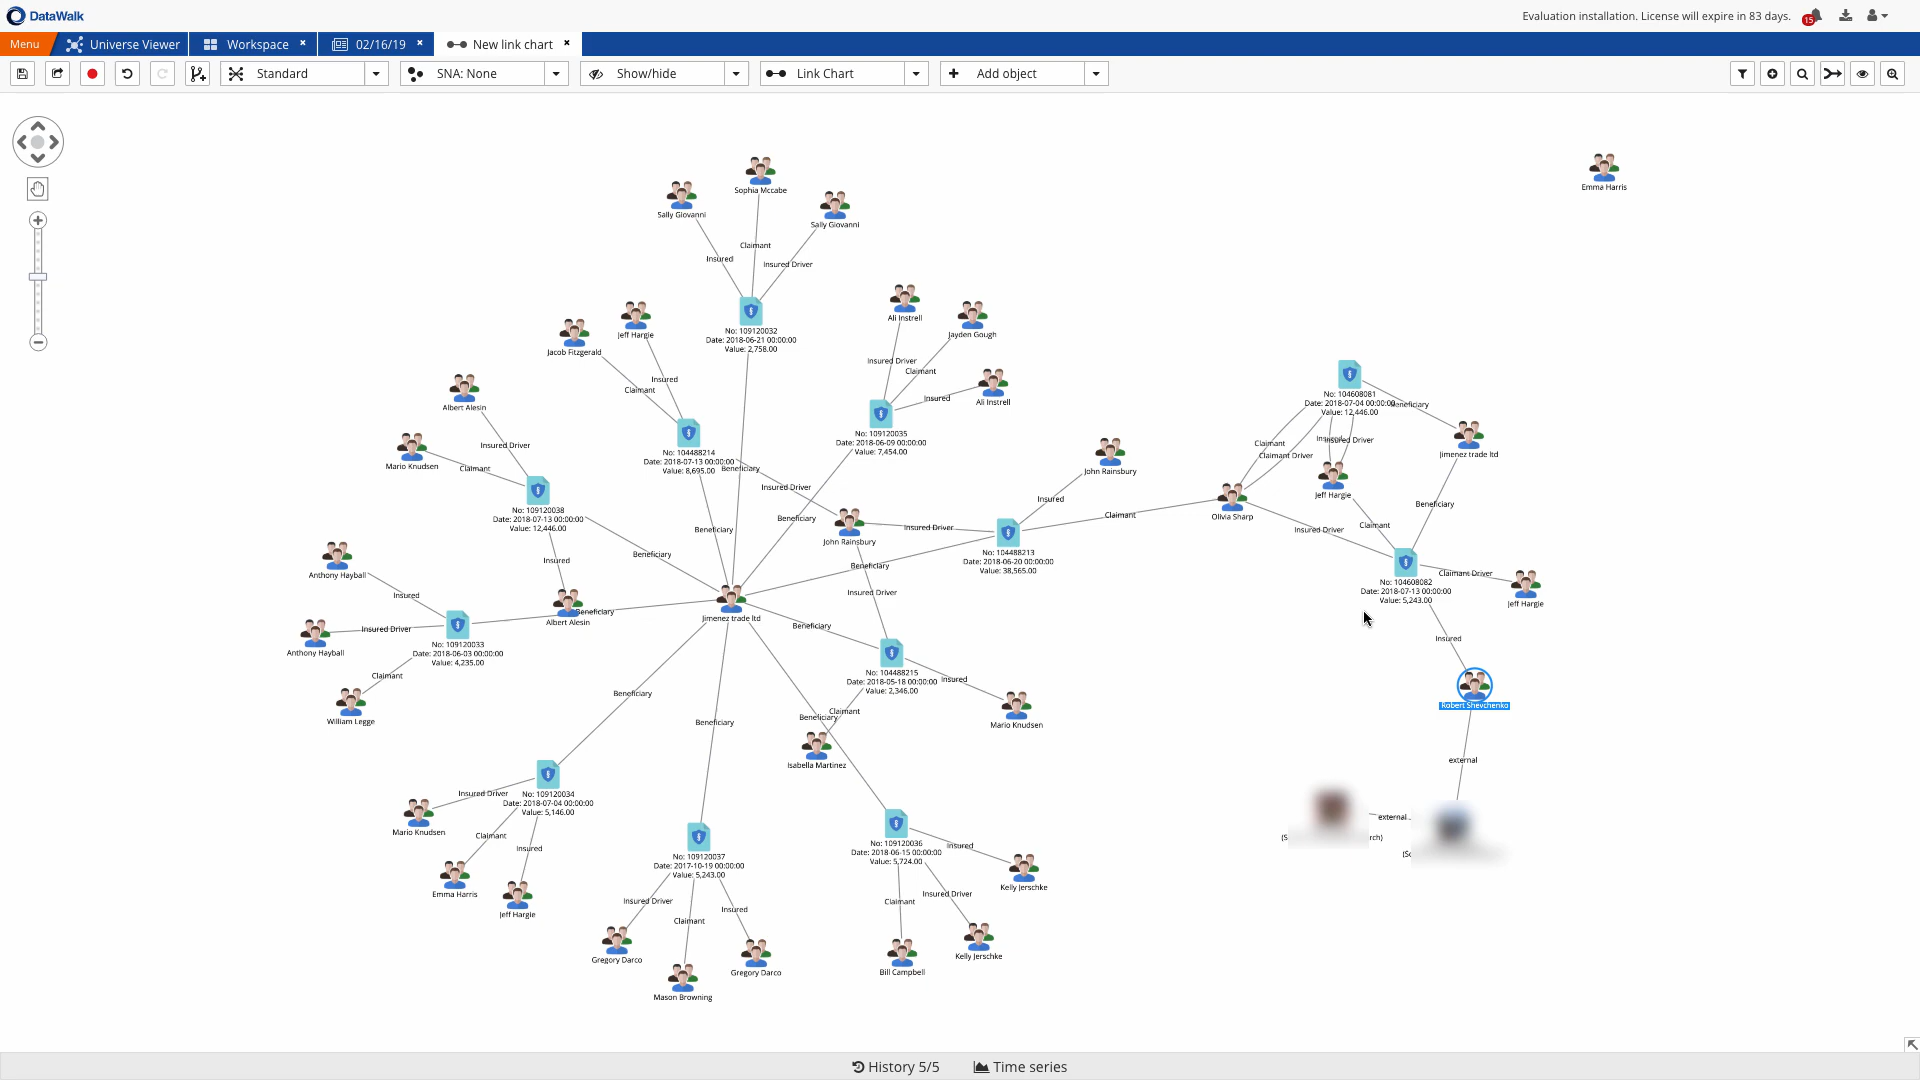 DataWalk
Evaluation installation. License will expire in 83 days.
15
Menu
Universe Viewer
Workspace
02/16/19
New link chart
Standard
SNA: None
Show/hide
Link Chart
Add object
Emma Harris
Sophia Mccabe
Sally Giovanni
Sally Giovanni
Claimant
Insured
Insured Driver
No: 109120032
Date: 2018-06-21 00:00:00
Value: 2,758.00
Ali Instrell
Jayden Gough
Jeff Hargie
Jacob Fitzgerald
Insured Driver
Claimant
Insured
Claimant
Insured
Ali Instrell
Albert Alesin
No: 109120035
Date: 2018-06-09 00:00:00
Value: 7,454.00
No: 104488214
Date: 2018-07-13 00:00:00
Value: 8,695.00
Beneficiary
Insured Driver
Mario Knudsen
Claimant
No: 104608081
Date: 2018-07-04 00:00:00
Value: 12,446.00
Beneficiary
Claimant
Claimant Driver
Insured Driver
Jimenez trade ltd
John Rainsbury
Insured
Insured Driver
Jeff Hargie
Olivia Sharp
Claimant
Beneficiary
No: 109120038
Date: 2018-07-13 00:00:00
Value: 12,446.00
Beneficiary
Beneficiary
John Rainsbury
Insured Driver
Insured Driver
Claimant
No: 104488213
Date: 2018-06-20 00:00:00
Value: 38,565.00
Beneficiary
Insured
Beneficiary
Insured Driver
Anthony Hayball
Insured
Albert Alesin
Beneficiary
Jimenez trade ltd
Beneficiary
No: 104608082
Date: 2018-07-13 00:00:00
Value: 5,243.00
Claimant Driver
Jeff Hargie
Insured
Insured Driver
Anthony Hayball
No: 109120033
Date: 2018-06-03 00:00:00
Value: 4,235.00
Claimant
William Legge
Beneficiary
Beneficiary
No: 104488215
Date: 2018-05-18 00:00:00
Value: 2,346.00
Insured
Claimant
Beneficiary
Mario Knudsen
Isabella Martinez
Robert Shevchenko
external
external
rch)
Insured Driver
No: 109120034
Date: 2018-07-04 00:00:00
Value: 5,146.00
Mario Knudsen
Claimant
Insured
Emma Harris
Jeff Hargie
No: 109120037
Date: 2017-10-19 00:00:00
Value: 5,243.00
Insured Driver
Claimant
Insured
Gregory Darco
Mason Browning
Gregory Darco
No: 109120036
Date: 2018-06-15 00:00:00
Value: 5,724.00
Insured
Insured Driver
Claimant
Kelly Jerschke
Kelly Jerschke
Bill Campbell
History 5/5
Time series